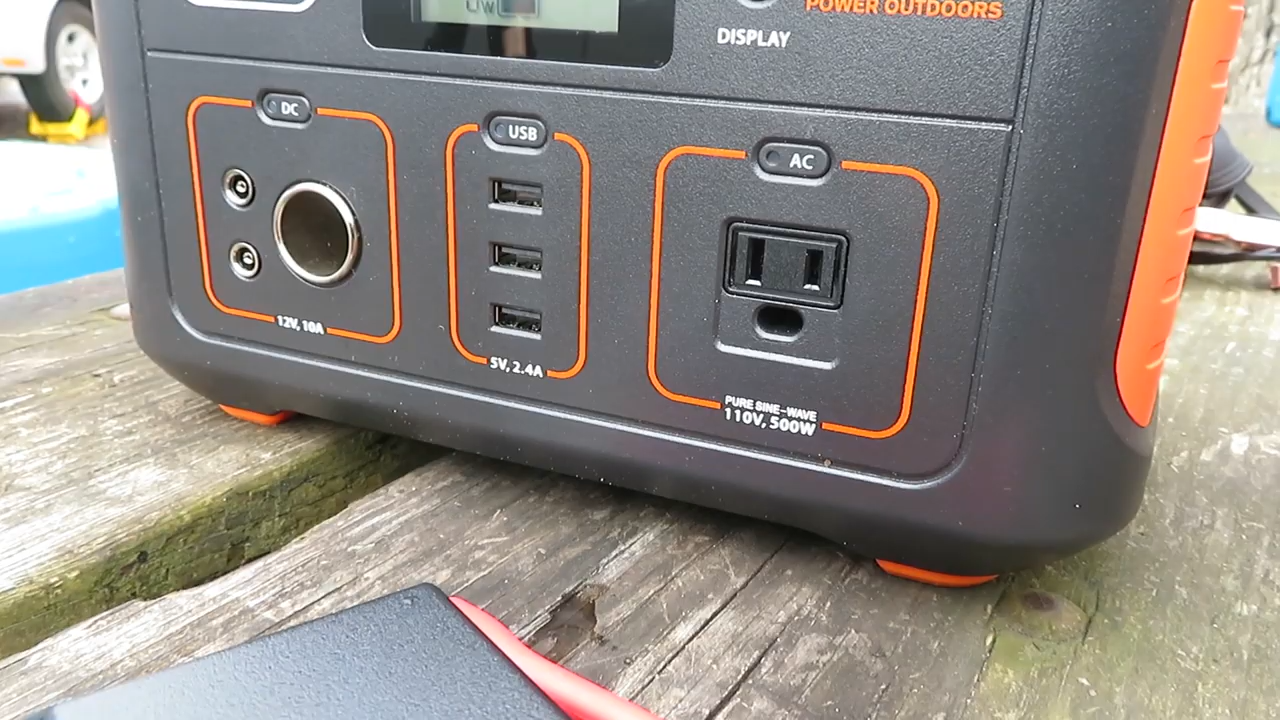 POWER OUTDOORS
DISPLAY
DC
USB
AC
12V, 10A
5V, 2.4A
PURE SINE-WAVE
110V, 500W